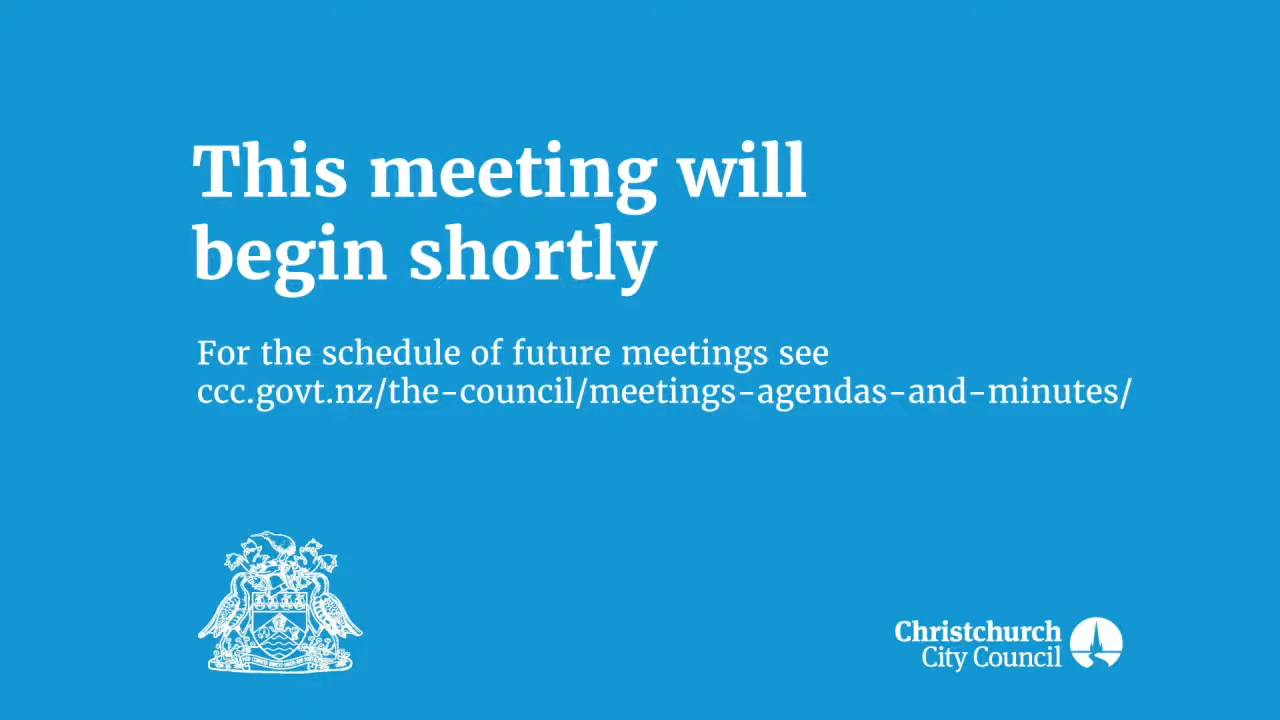 This meeting will
begin shortly
For the schedule of future meetings see
ccc.govt.nz/the-council/meetings-agendas-and-minutes/
Christchurch
City Council